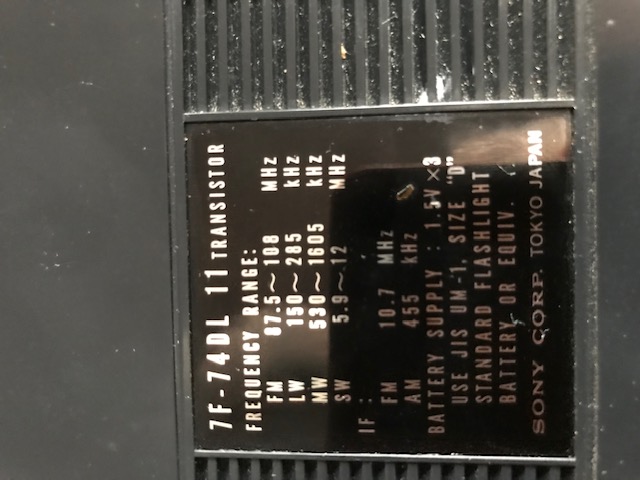 7F-74DL 11 TRANSISTOR
FREQUENCY RANGE:
FM 87.5~108 MHz
LW 150~285 kHz
MW 530~1605 kHz
SW 5.9~12 MHz
IF :
FM 10.7 MHz
AM 455 kHz
BATTERY SUPPLY : 1.5V ×3
USE JIS UM-1, SIZE "D"
STANDARD FLASHLIGHT
BATTERY OR EQUIV.
SONY CORP. TOKYO JAPAN